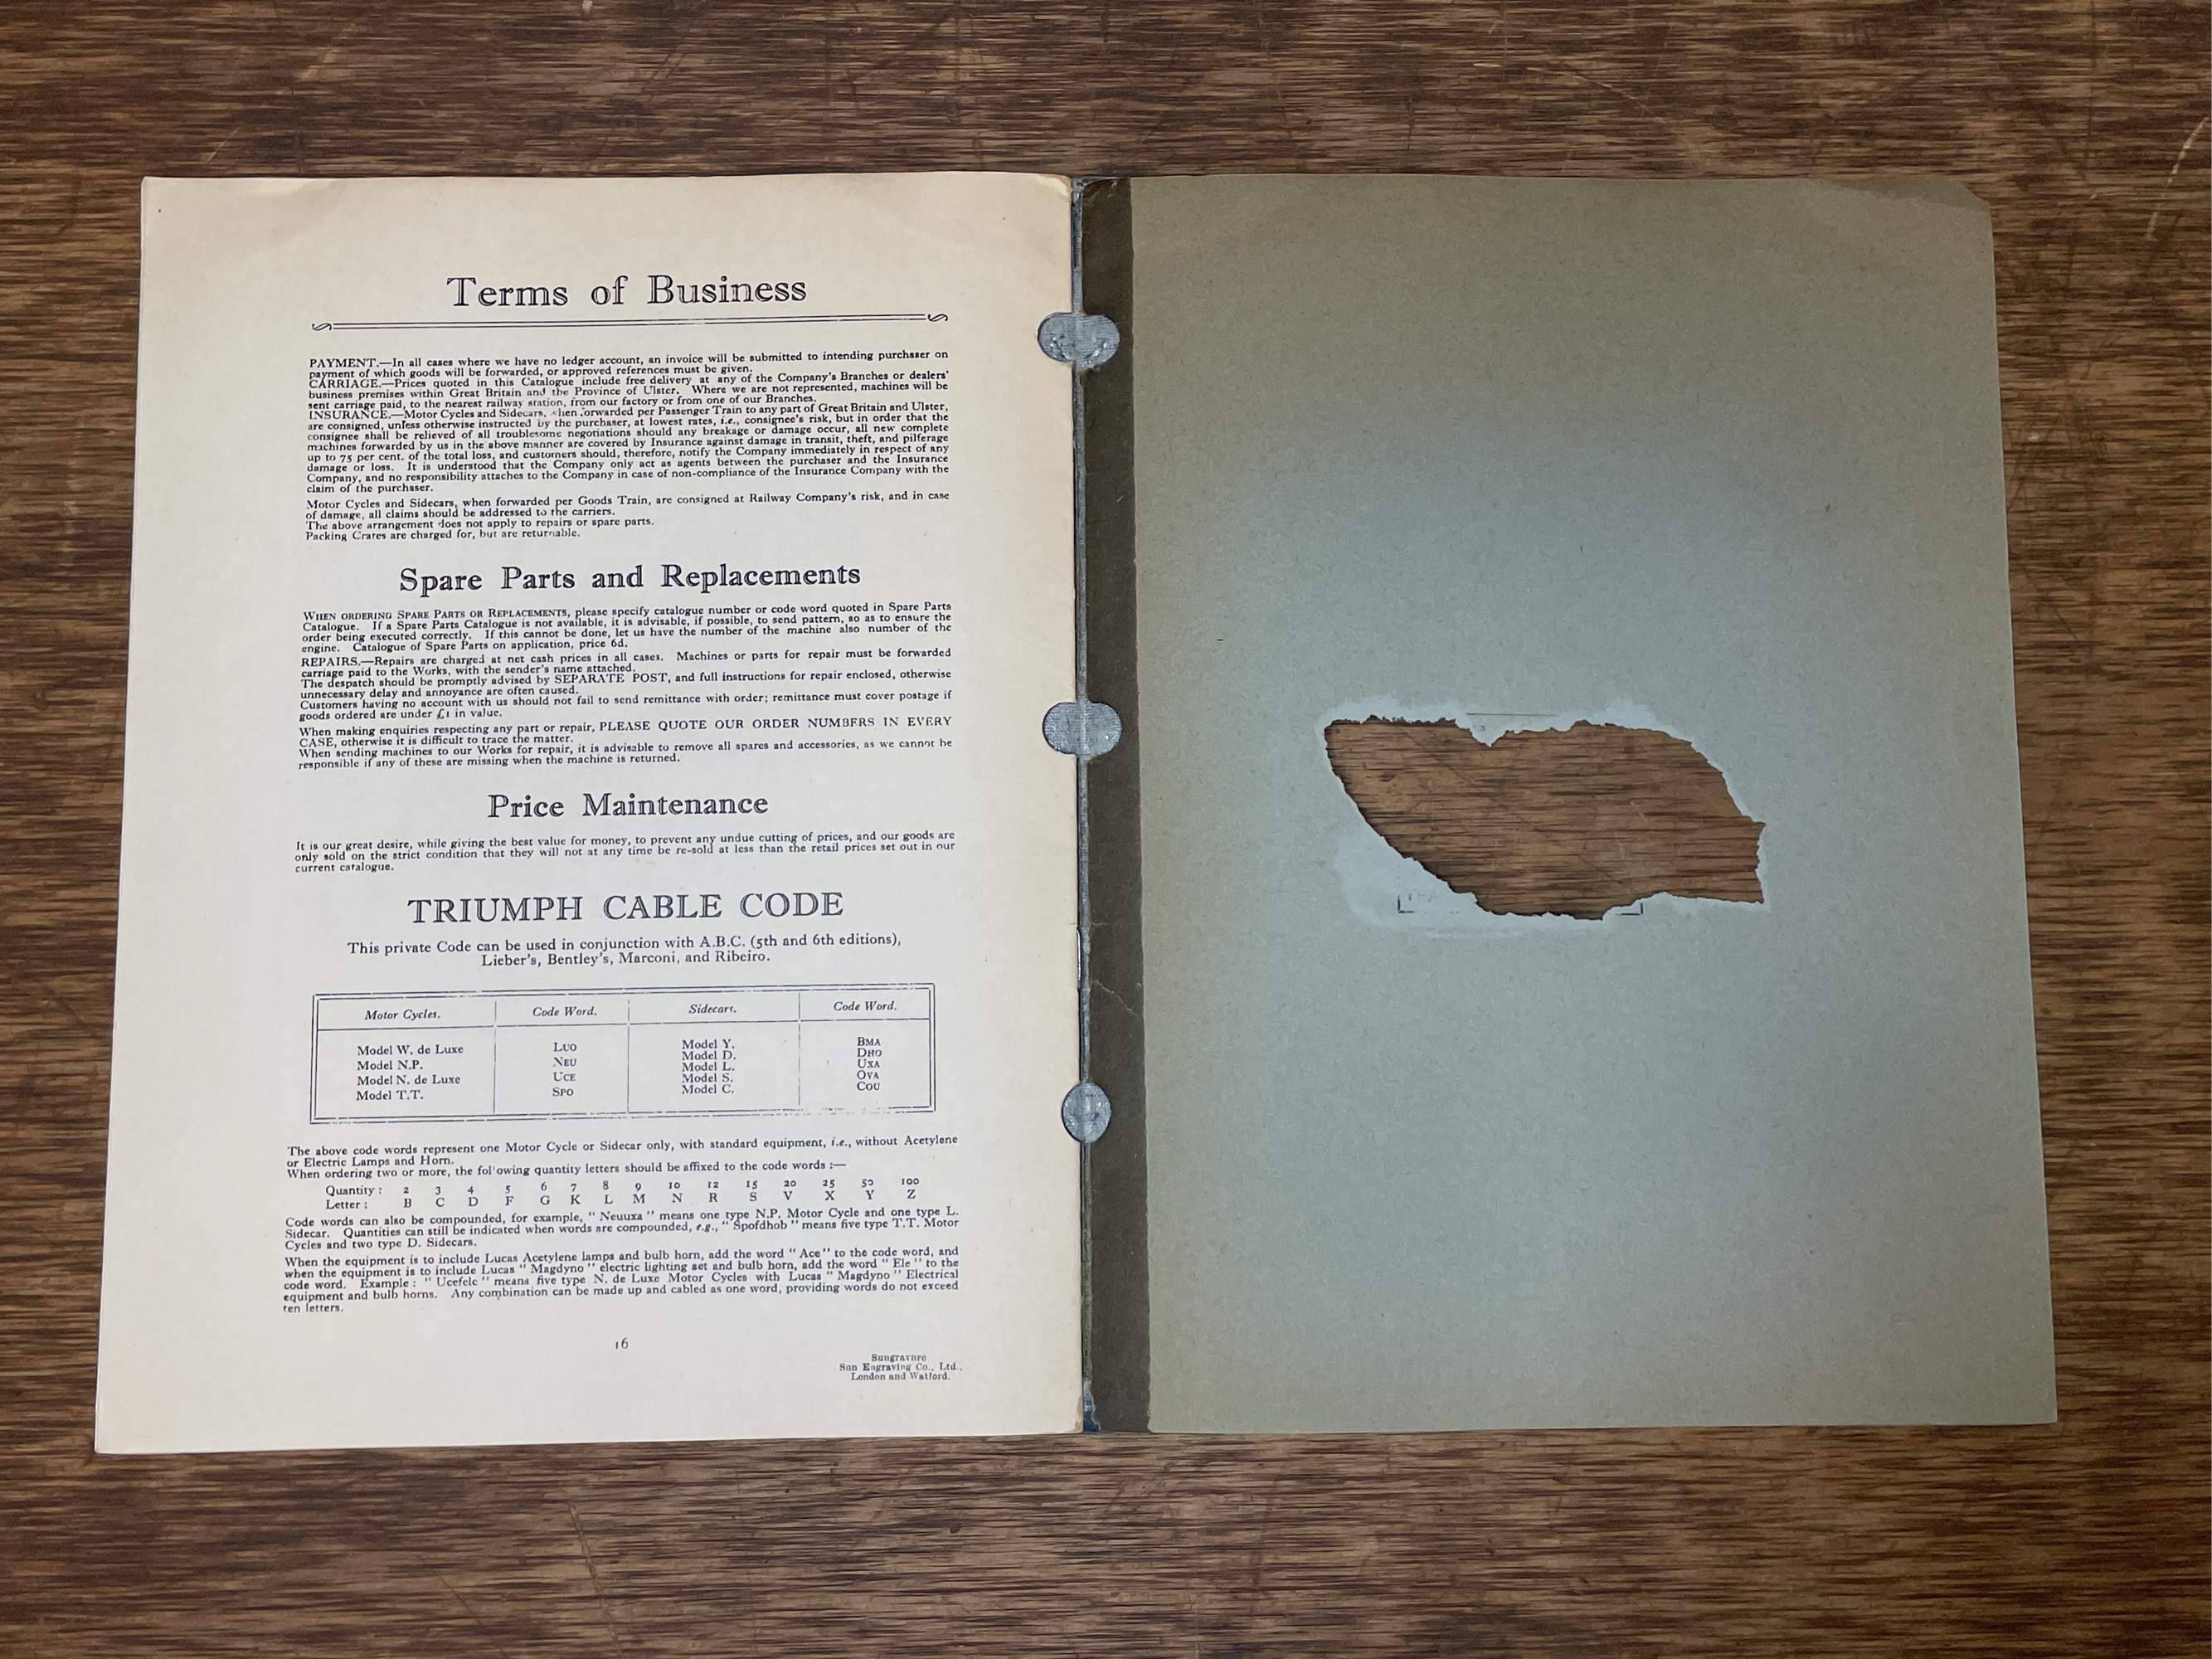 Terms of Business
PAYMENT.—In all cases where we have no ledger account, an invoice will be submitted to intending purchaser on
payment of which goods will be forwarded, or approved references must be given.
CARRIAGE.—Prices quoted in this Catalogue include free delivery at any of the Company's Branches or dealers'
business premises within Great Britain and the Province of Ulster. Where we are not represented, machines will be
sent carriage paid, to the nearest railway station, from our factory or from one of our Branches.
INSURANCE.—Motor Cycles and Sidecars, when forwarded per Passenger Train to any part of Great Britain and Ulster,
are consigned, unless otherwise instructed by the purchaser, at lowest rates, i.e., consignee's risk, but in order that the
consignee shall be relieved of all troublesome negotiations should any breakage or damage occur, all new complete
machines forwarded by us in the above manner are covered by Insurance against damage in transit, theft, and pilferage
up to 75 per cent. of the total loss, and customers should, therefore, notify the Company immediately in respect of any
damage or loss. It is understood that the Company only act as agents between the purchaser and the Insurance
Company, and no responsibility attaches to the Company in case of non-compliance of the Insurance Company with the
claim of the purchaser.
Motor Cycles and Sidecars, when forwarded per Goods Train, are consigned at Railway Company's risk, and in case
of damage, all claims should be addressed to the carriers.
The above arrangement does not apply to repairs or spare parts.
Packing Crates are charged for, but are returnable.
Spare Parts and Replacements
WHEN ORDERING SPARE PARTS OR REPLACEMENTS, please specify catalogue number or code word quoted in Spare Parts
Catalogue. If a Spare Parts Catalogue is not available, it is advisable, if possible, to send pattern, so as to ensure the
order being executed correctly. If this cannot be done, let us have the number of the machine also number of the
engine. Catalogue of Spare Parts on application, price 6d.
REPAIRS.—Repairs are charged at net cash prices in all cases. Machines or parts for repair must be forwarded
carriage paid to the Works, with the sender's name attached.
The despatch should be promptly advised by SEPARATE POST, and full instructions for repair enclosed, otherwise
unnecessary delay and annoyance are often caused.
Customers having no account with us should not fail to send remittance with order; remittance must cover postage if
goods ordered are under £1 in value.
When making enquiries respecting any part or repair, PLEASE QUOTE OUR ORDER NUMBERS IN EVERY
CASE, otherwise it is difficult to trace the matter.
When sending machines to our Works for repair, it is advisable to remove all spares and accessories, as we cannot be
responsible if any of these are missing when the machine is returned.
Price Maintenance
It is our great desire, while giving the best value for money, to prevent any undue cutting of prices, and our goods are
only sold on the strict condition that they will not at any time be re-sold at less than the retail prices set out in our
current catalogue.
TRIUMPH CABLE CODE
This private Code can be used in conjunction with A.B.C. (5th and 6th editions),
Lieber's, Bentley's, Marconi, and Ribeiro.
Motor Cycles. Code Word. Sidecars. Code Word.
Model W. de Luxe LUO Model Y. BMA
Model N.P. NEU Model D. DHO
Model N. de Luxe UCE Model L. UXA
Model T.T. SPO Model S. OVA
Model C. COU
The above code words represent one Motor Cycle or Sidecar only, with standard equipment, i.e., without Acetylene
or Electric Lamps and Horn.
When ordering two or more, the following quantity letters should be affixed to the code words :—
Quantity : 2 3 4 5 6 7 8 9 10 12 15 20 25 50 100
Letter : B C D F G K L M N R S V X Y Z
Code words can also be compounded, for example, "Neuuxa" means one type N.P. Motor Cycle and one type L.
Sidecar. Quantities can still be indicated when words are compounded, e.g., "Spofdhob" means five type T.T. Motor
Cycles and two type D. Sidecars.
When the equipment is to include Lucas Acetylene lamps and bulb horn, add the word "Ace" to the code word, and
when the equipment is to include Lucas "Magdyno" electric lighting set and bulb horn, add the word "Ele" to the
code word. Example : "Ucefele" means five type N. de Luxe Motor Cycles with Lucas "Magdyno" Electrical
equipment and bulb horns. Any combination can be made up and cabled as one word, providing words do not exceed
ten letters.
16
Sungravure
Sun Engraving Co., Ltd.,
London and Watford.